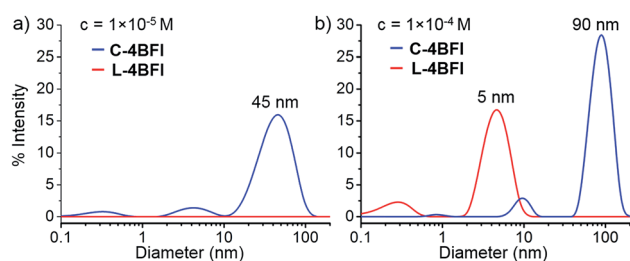 a)
c = 1×10⁻⁵ M
C-4BFI
L-4BFI
45 nm
% Intensity
30
25
20
15
10
5
0
0.1
1
10
100
Diameter (nm)
b)
c = 1×10⁻⁴ M
90 nm
C-4BFI
L-4BFI
5 nm
30
25
20
15
10
5
0
0.1
1
10
100
Diameter (nm)